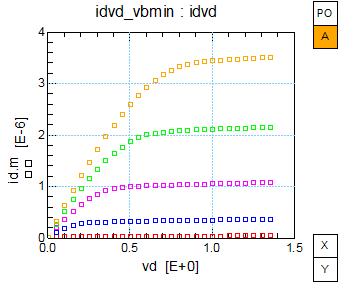 idvd_vbmin : idvd
PO
A
4
3
2
1
0
id.m [E-6]
0.0
0.5
1.0
1.5
vd [E+0]
X
Y